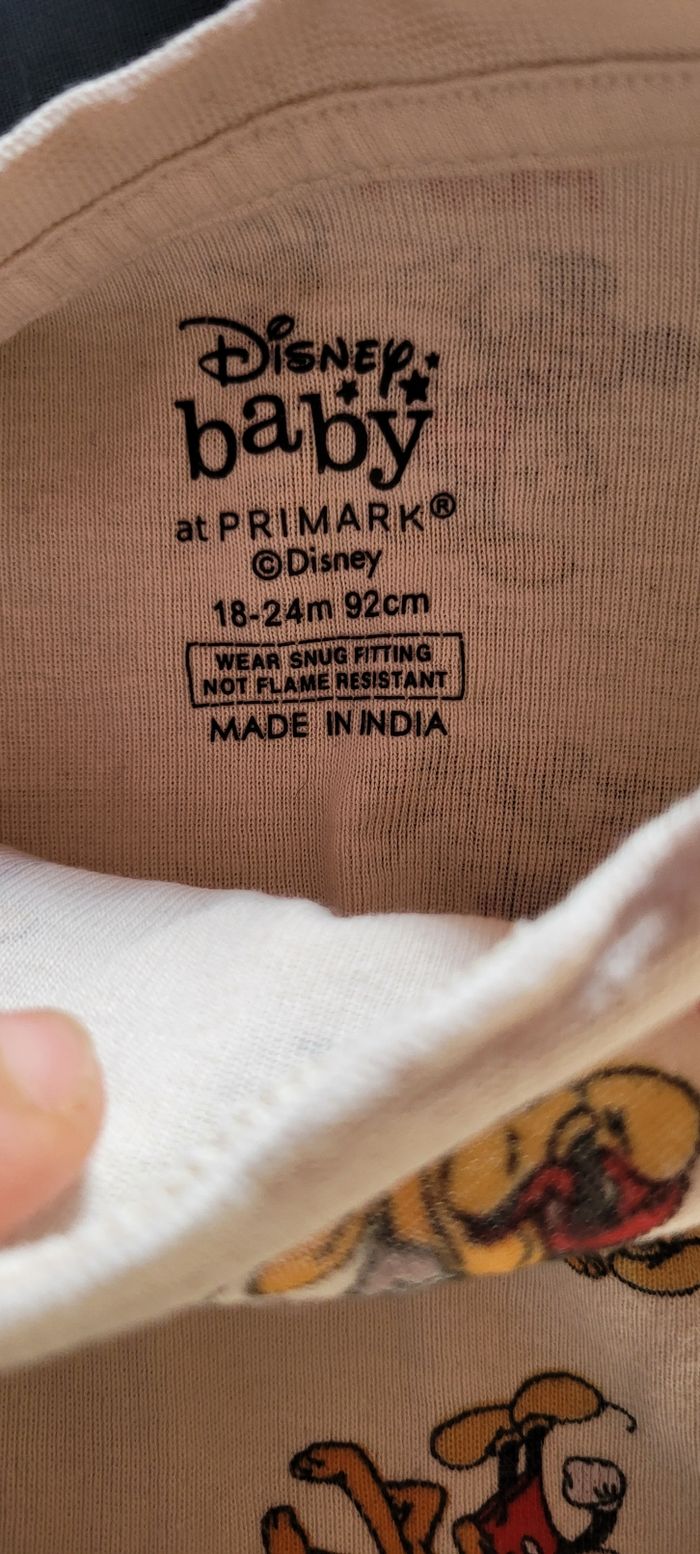 Disney
baby
at PRIMARK®
©Disney
18-24m 92cm
WEAR SNUG FITTING
NOT FLAME RESISTANT
MADE IN INDIA